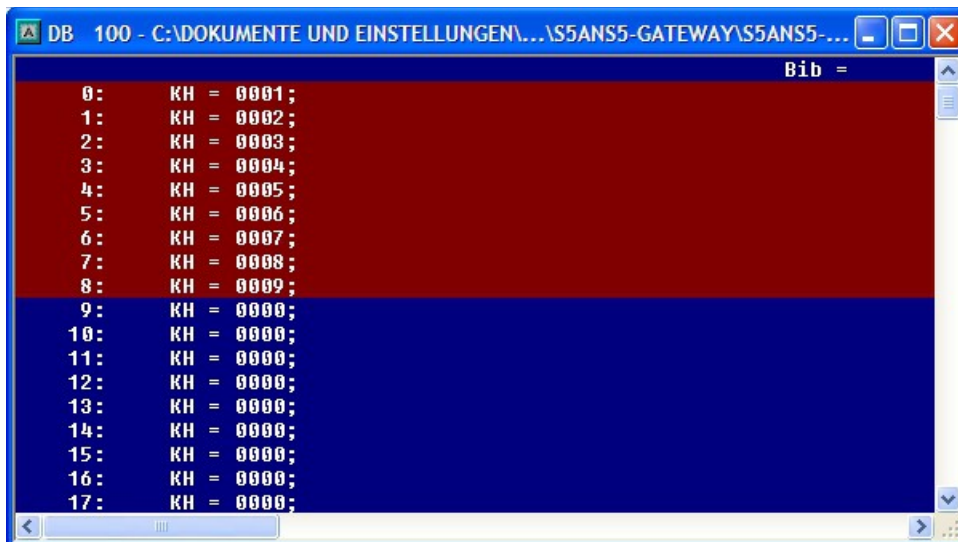 DB 100 - C:\DOKUMENTE UND EINSTELLUNGEN\...\S5ANS5-GATEWAY\S5ANS5-...
Bib =
0: KH = 0001;
1: KH = 0002;
2: KH = 0003;
3: KH = 0004;
4: KH = 0005;
5: KH = 0006;
6: KH = 0007;
7: KH = 0008;
8: KH = 0009;
9: KH = 0000;
10: KH = 0000;
11: KH = 0000;
12: KH = 0000;
13: KH = 0000;
14: KH = 0000;
15: KH = 0000;
16: KH = 0000;
17: KH = 0000;